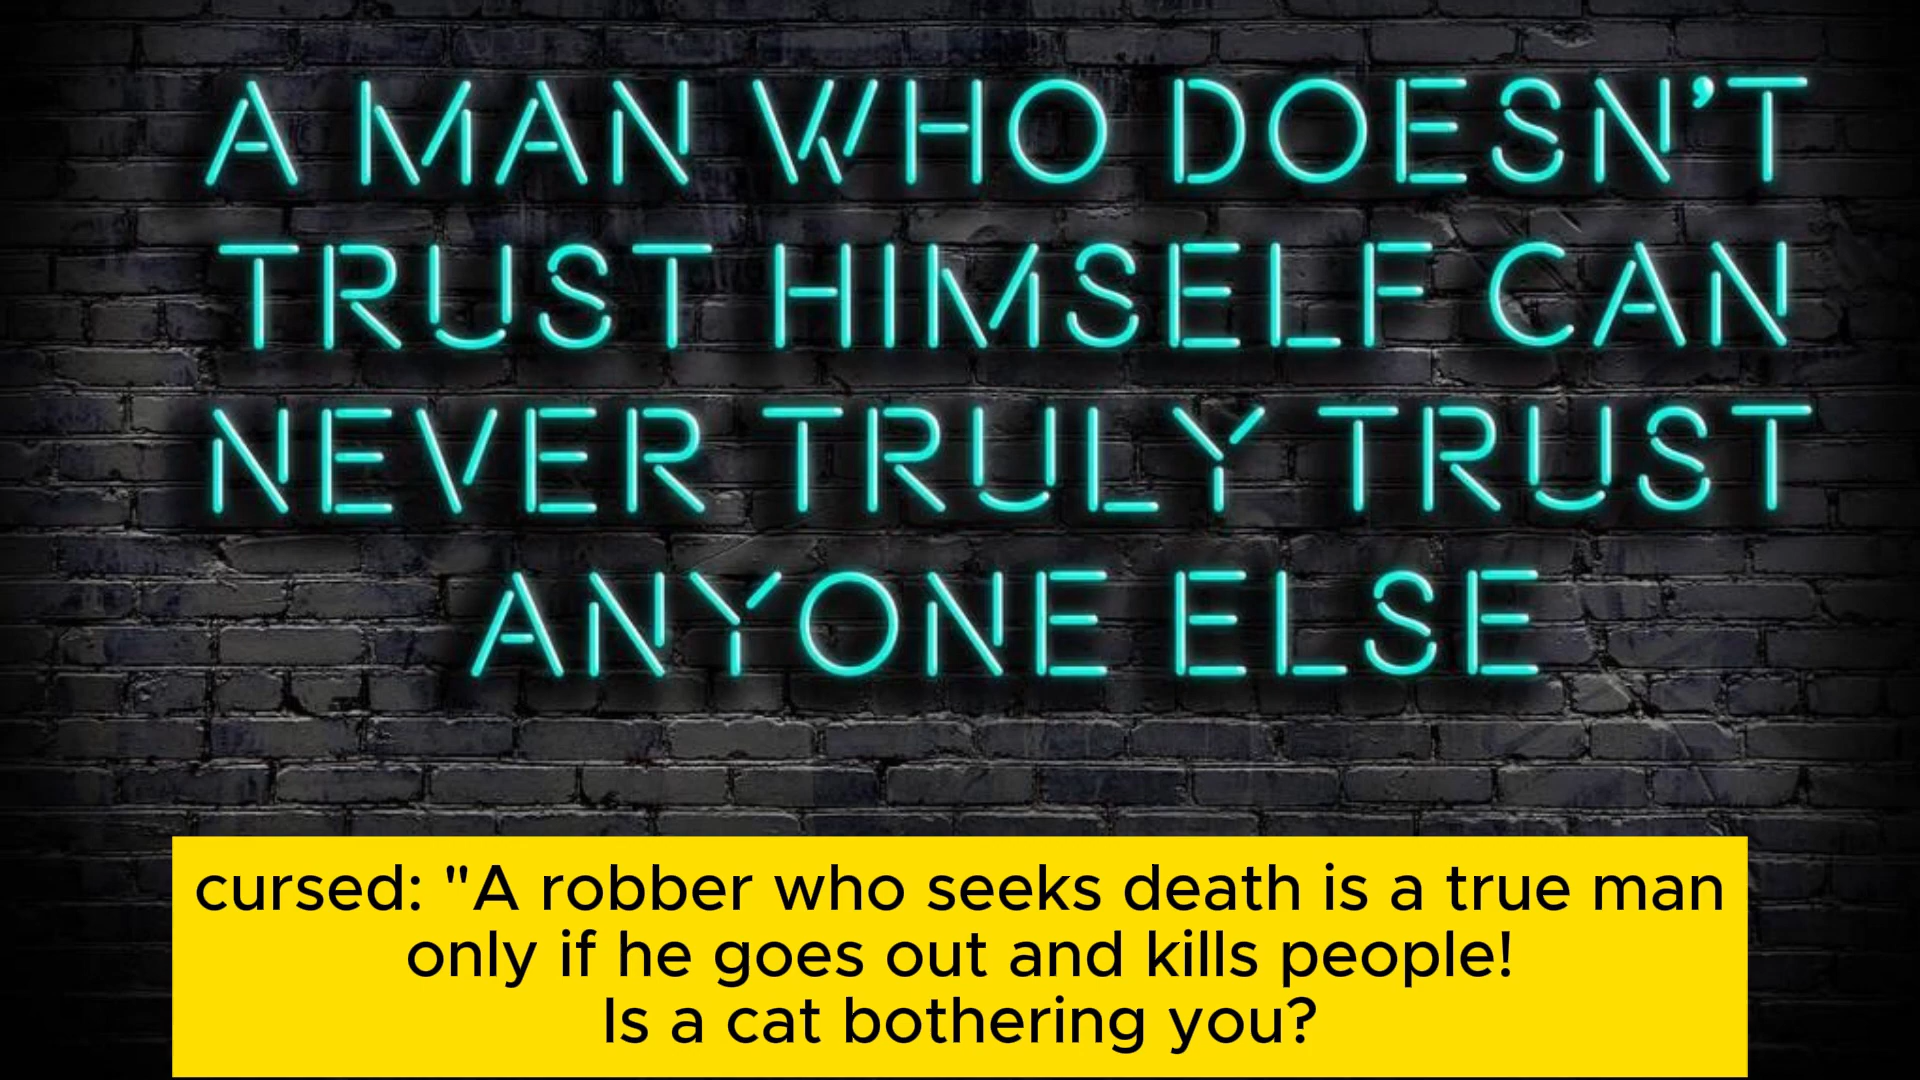 A MAN WHO DOESN'T
TRUST HIMSELF CAN
NEVER TRULY TRUST
ANYONE ELSE
cursed: "A robber who seeks death is a true man
only if he goes out and kills people!
Is a cat bothering you?